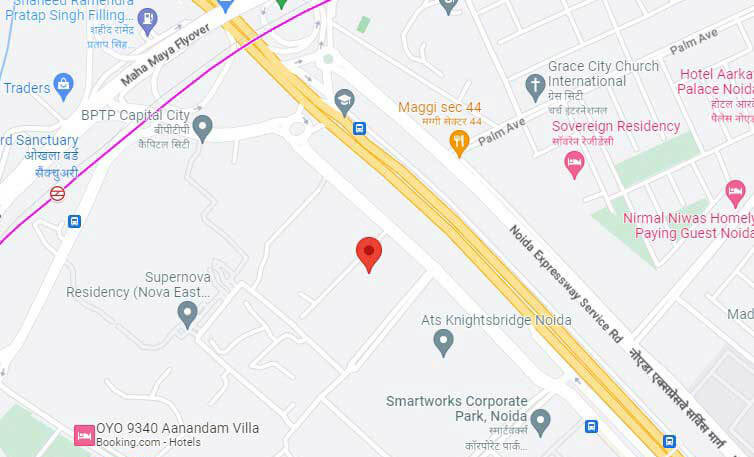 Shaheed Ramendra
Pratap Singh Filling...
शहीद रामेंद्र
प्रताप सिंह...
Maha Maya Flyover
Traders
BPTP Capital City
बीपीटीपी
कैपिटल सिटी
rd Sanctuary
ओखला बर्ड
सैंक्चुअरी
Palm Ave
Grace City Church
International
ग्रेस सिटी
चर्च इंटरनेशनल
Hotel Aarka
Palace Noida
होटल आर
पैलेस नोए
Maggi sec 44
मग्गी सेक्टर 44
Palm Ave
Sovereign Residency
सॉवरेन रेजीडेंसी
Nirmal Niwas Homely
Paying Guest Noida
Noida Expressway Service Rd
Supernova
Residency (Nova East...
Mad
Ats Knightsbridge Noida
नोएडा एक्सप्रेसवे सर्विस मार्ग
Smartworks Corporate
Park, Noida
स्मार्टवर्क्स
कॉरपोरेट पार्क...
OYO 9340 Aanandam Villa
Booking.com - Hotels